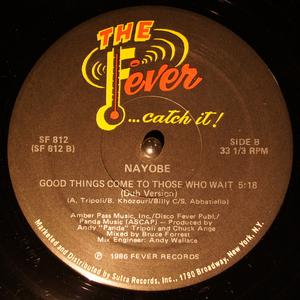 THE
Fever
...catch it!
SF 812
(SF 812 B)
SIDE B
33 1/3 RPM
NAYOBE
GOOD THINGS COME TO THOSE WHO WAIT 5:18
(Dub Version)
(A. Tripoli/B. Khozouri/Billy C/S. Abbatiello)
Amber Pass Music, Inc./Disco Fever Publ./
Panda Music (ASCAP) — Produced by
Andy "Panda" Tripoli and Chuck Ange
Mixed by Bruce Forrest
Mix Engineer: Andy Wallace
℗ 1986 FEVER RECORDS
Marketed and Distributed by Sutra Records, Inc., 1790 Broadway, New York, N.Y.